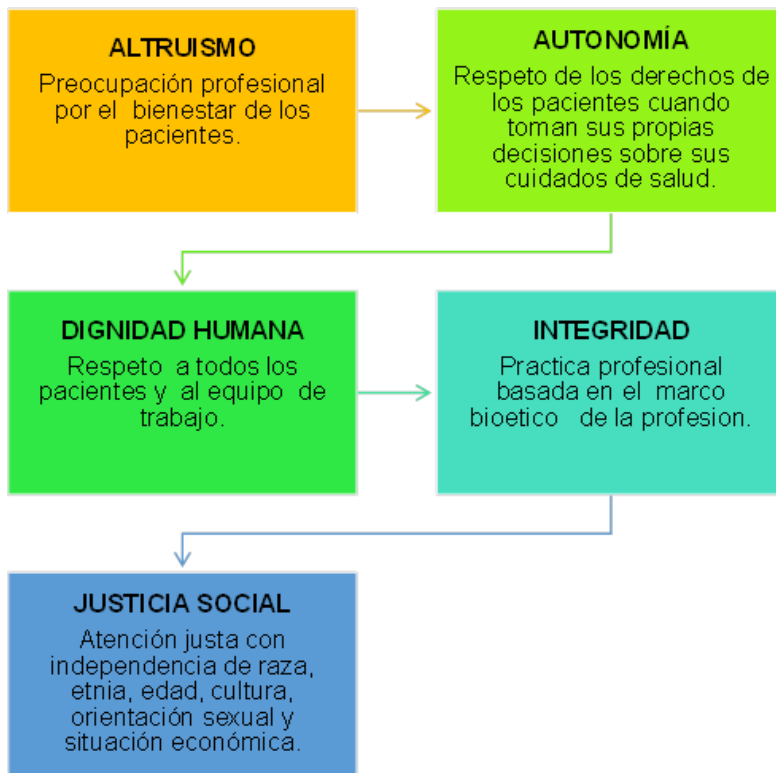 ALTRUISMO
Preocupación profesional
por el bienestar de los
pacientes.
AUTONOMÍA
Respeto de los derechos de
los pacientes cuando
toman sus propias
decisiones sobre sus
cuidados de salud.
DIGNIDAD HUMANA
Respeto a todos los
pacientes y al equipo de
trabajo.
INTEGRIDAD
Practica profesional
basada en el marco
bioetico de la profesion.
JUSTICIA SOCIAL
Atención justa con
independencia de raza,
etnia, edad, cultura,
orientación sexual y
situación económica.